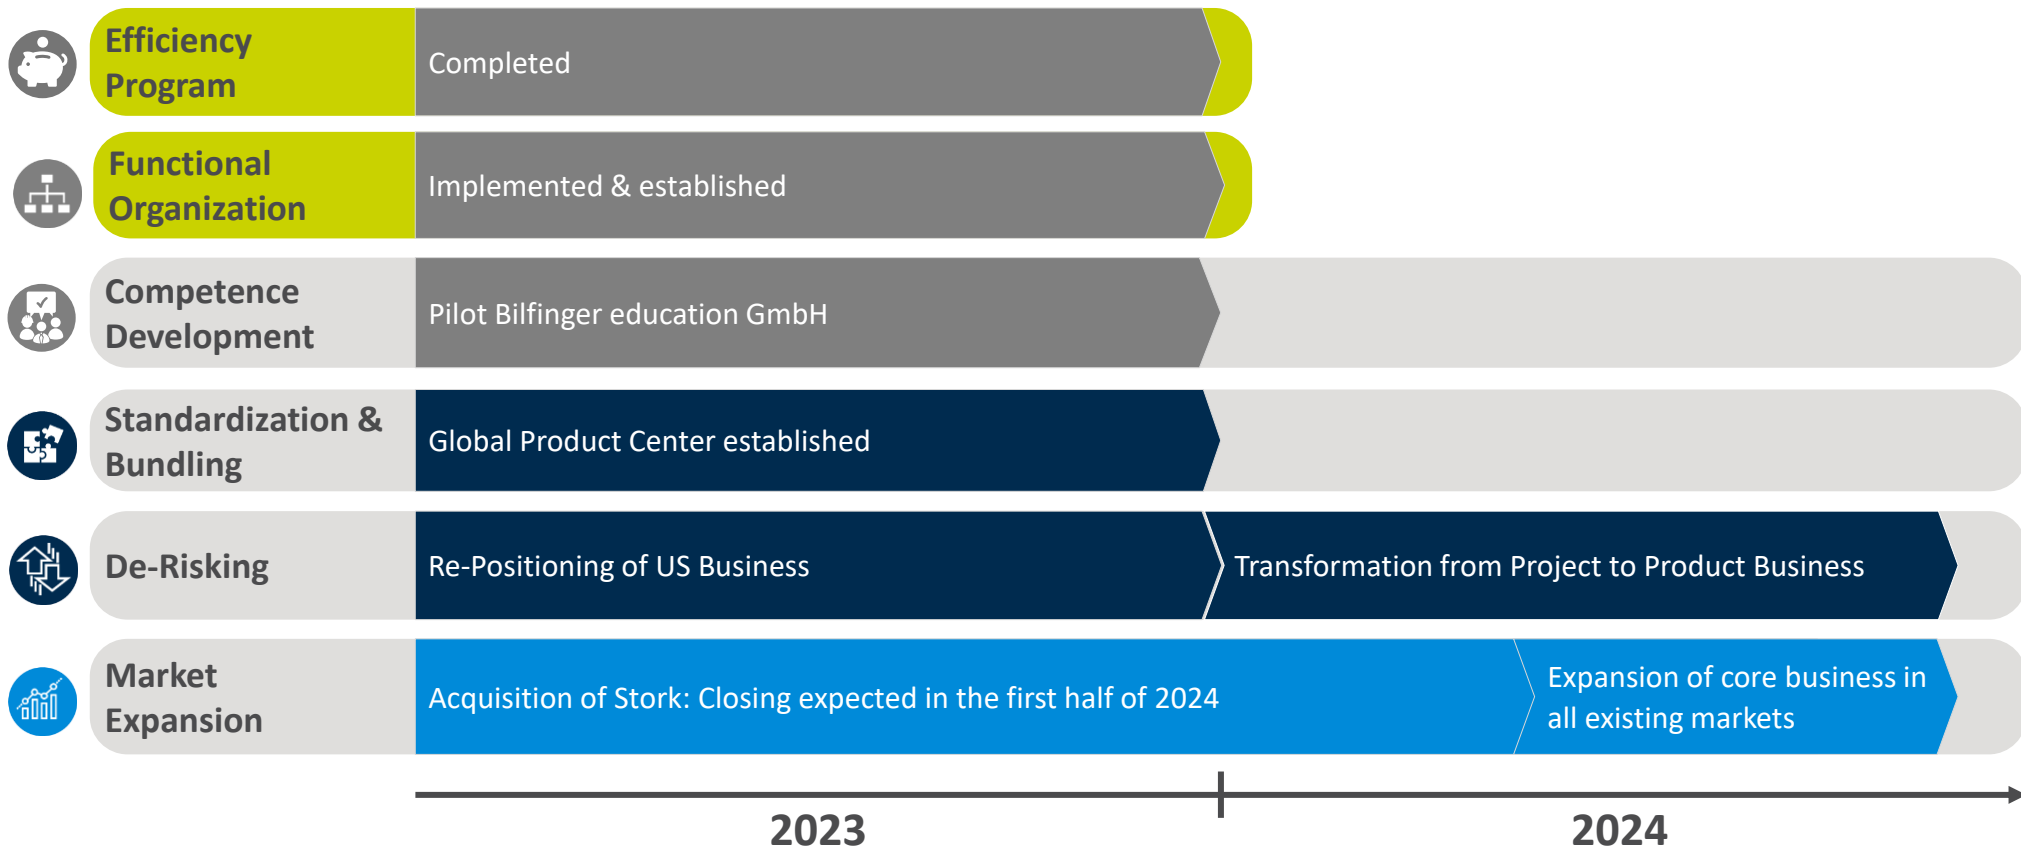 Efficiency
Program
Completed
Functional
Organization
Implemented & established
Competence
Development
Pilot Bilfinger education GmbH
Standardization &
Bundling
Global Product Center established
De-Risking
Re-Positioning of US Business
Transformation from Project to Product Business
Market
Expansion
Acquisition of Stork: Closing expected in the first half of 2024
Expansion of core business in
all existing markets
2023
2024